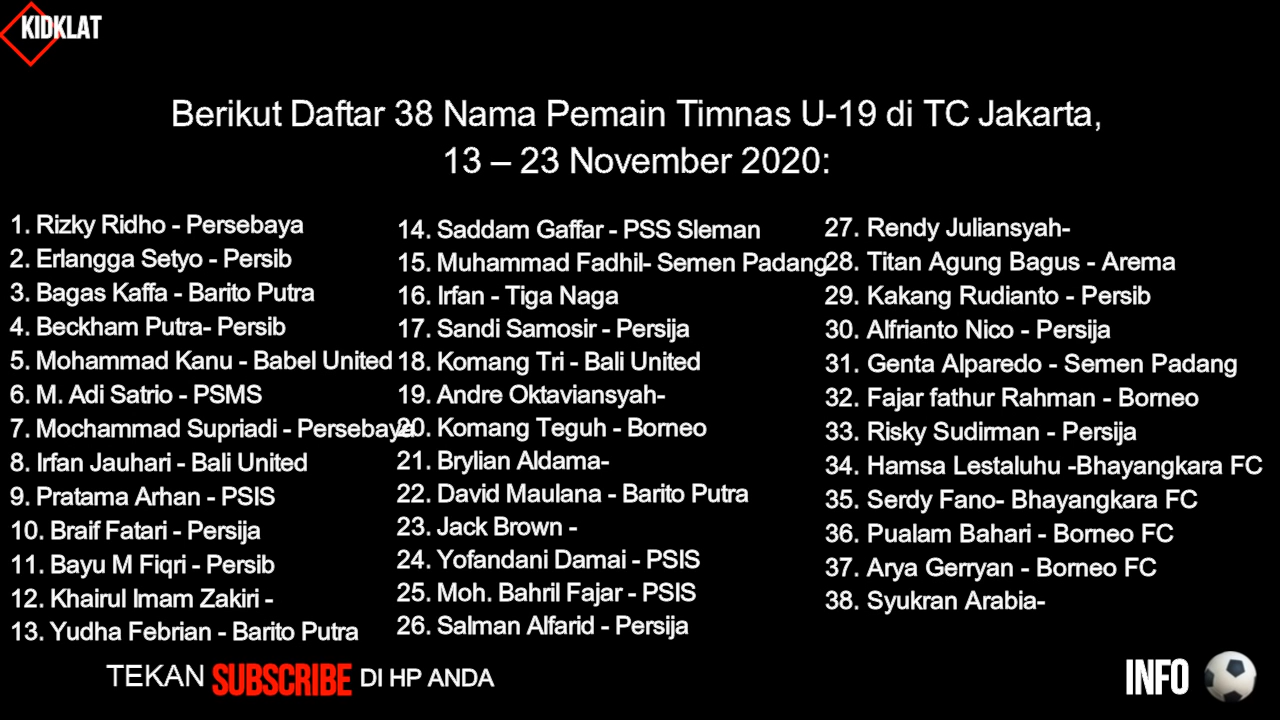 KIDKLAT
Berikut Daftar 38 Nama Pemain Timnas U-19 di TC Jakarta,
13 – 23 November 2020:
1. Rizky Ridho - Persebaya
2. Erlangga Setyo - Persib
3. Bagas Kaffa - Barito Putra
4. Beckham Putra- Persib
5. Mohammad Kanu - Babel United
6. M. Adi Satrio - PSMS
7. Mochammad Supriadi - Persebaya
8. Irfan Jauhari - Bali United
9. Pratama Arhan - PSIS
10. Braif Fatari - Persija
11. Bayu M Fiqri - Persib
12. Khairul Imam Zakiri -
13. Yudha Febrian - Barito Putra
14. Saddam Gaffar - PSS Sleman
15. Muhammad Fadhil- Semen Padang
16. Irfan - Tiga Naga
17. Sandi Samosir - Persija
18. Komang Tri - Bali United
19. Andre Oktaviansyah-
20. Komang Teguh - Borneo
21. Brylian Aldama-
22. David Maulana - Barito Putra
23. Jack Brown -
24. Yofandani Damai - PSIS
25. Moh. Bahril Fajar - PSIS
26. Salman Alfarid - Persija
27. Rendy Juliansyah-
28. Titan Agung Bagus - Arema
29. Kakang Rudianto - Persib
30. Alfrianto Nico - Persija
31. Genta Alparedo - Semen Padang
32. Fajar fathur Rahman - Borneo
33. Risky Sudirman - Persija
34. Hamsa Lestaluhu -Bhayangkara FC
35. Serdy Fano- Bhayangkara FC
36. Pualam Bahari - Borneo FC
37. Arya Gerryan - Borneo FC
38. Syukran Arabia-
TEKAN SUBSCRIBE DI HP ANDA
INFO